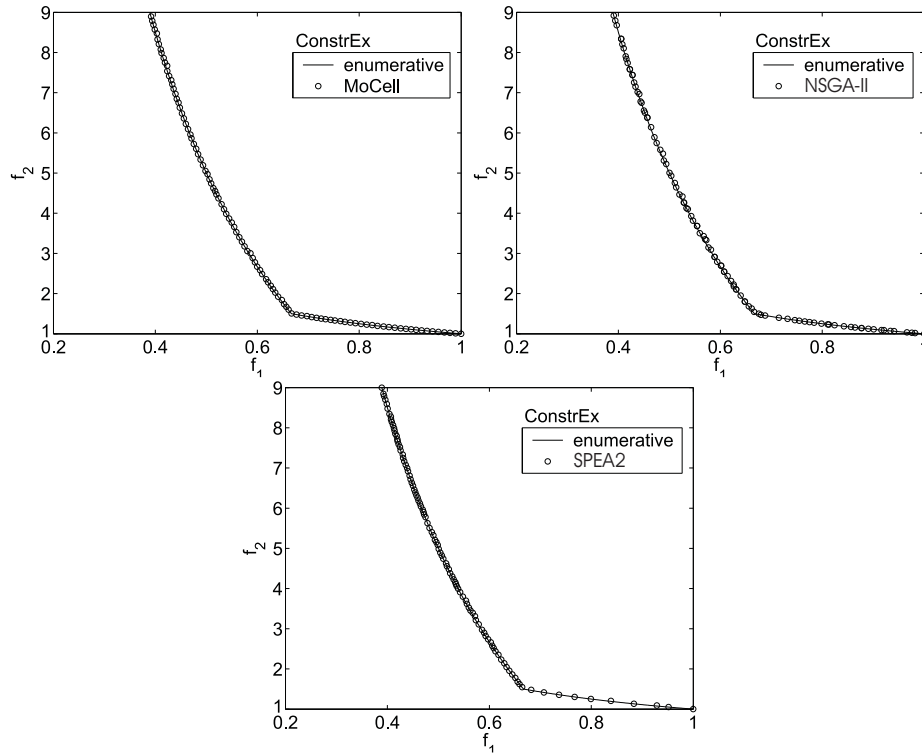 9
8
7
6
5
4
3
2
1
f₂
0.2
0.4
0.6
0.8
1
f₁
ConstrEx
enumerative
MoCell
9
8
7
6
5
4
3
2
1
f₂
0.2
0.4
0.6
0.8
1
f₁
ConstrEx
enumerative
NSGA-II
9
8
7
6
5
4
3
2
1
f₂
0.2
0.4
0.6
0.8
1
f₁
ConstrEx
enumerative
SPEA2